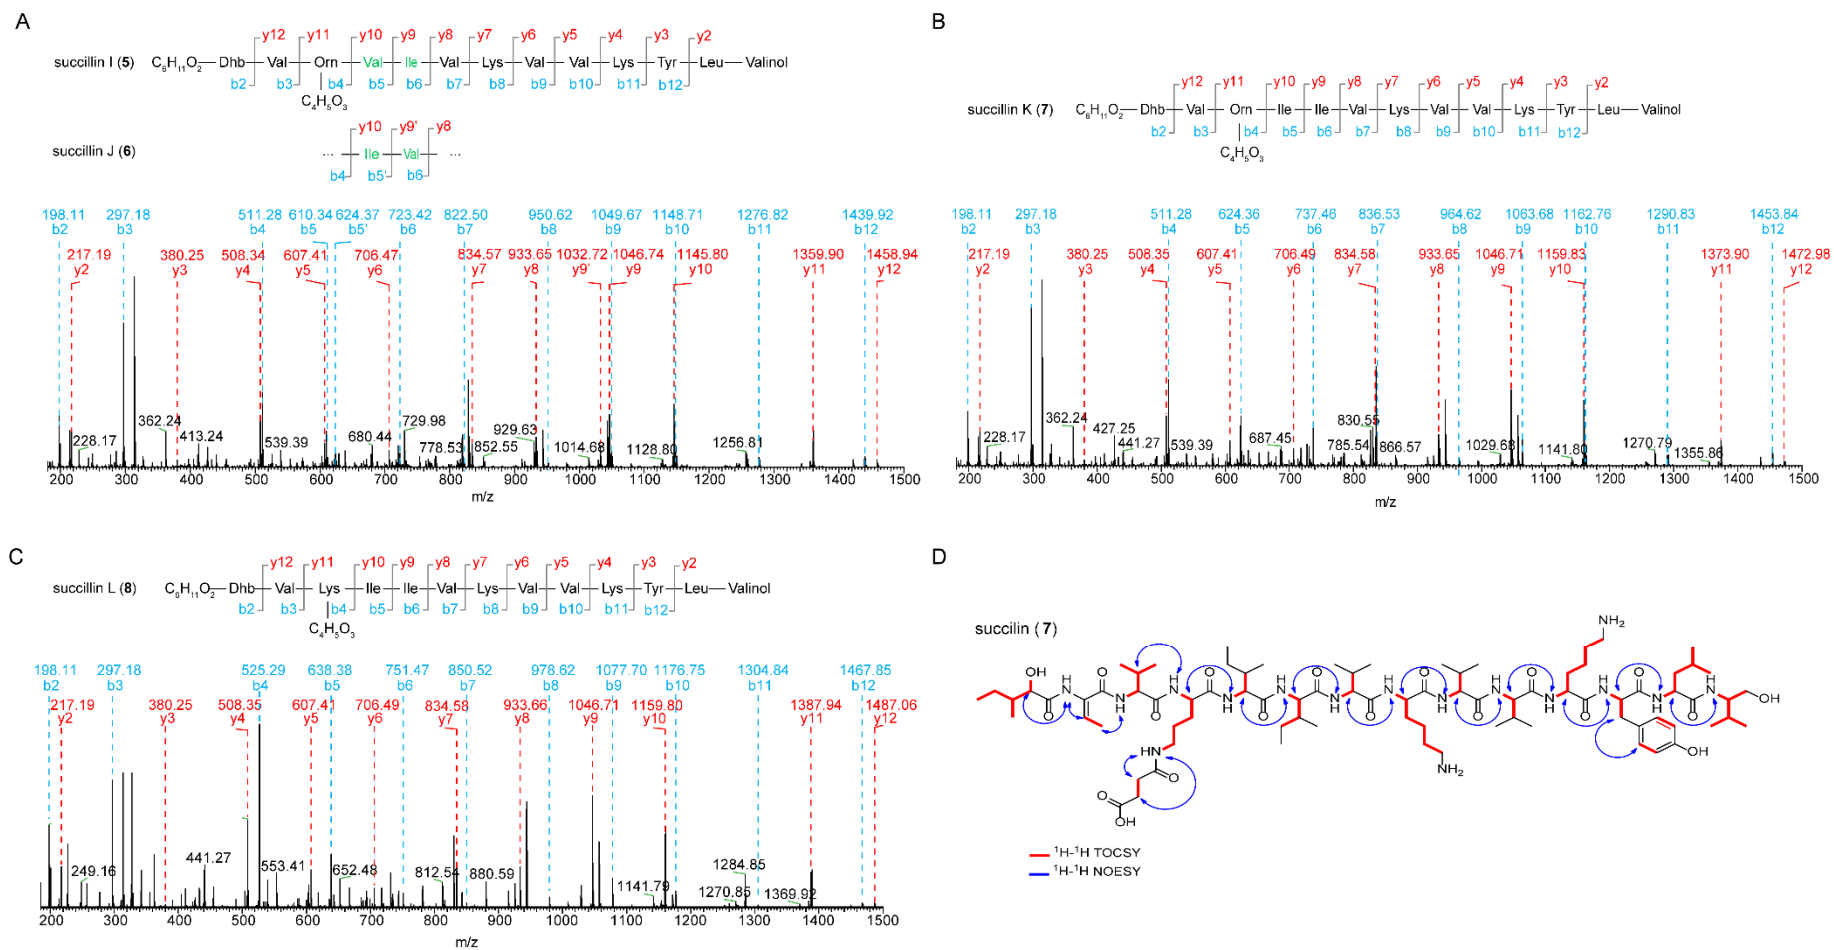 A
y12 y11 y10 y9 y8 y7 y6 y5 y4 y3 y2
succillin I (5) C6H11O2 Dhb Val Orn Val Ile Val Lys Val Val Lys Tyr Leu Valinol
b2 b3 b4 b5 b6 b7 b8 b9 b10 b11 b12
C4H5O3
y10 y9' y8
succillin J (6) ... Ile Val ...
b4 b5' b6
198.11 297.18 511.28 610.34 624.37 723.42 822.50 950.62 1049.67 1148.71 1276.82 1439.92
b2 b3 b4 b5 b5' b6 b7 b8 b9 b10 b11 b12
217.19 380.25 508.34 607.41 706.47 834.57 933.65 1032.72 1046.74 1145.80 1359.90 1458.94
y2 y3 y4 y5 y6 y7 y8 y9' y9 y10 y11 y12
228.17 362.24 413.24 539.39 680.44 729.98 778.53 852.55 929.63 1014.68 1128.80 1256.81
200 300 400 500 600 700 800 900 1000 1100 1200 1300 1400 1500
m/z
B
y12 y11 y10 y9 y8 y7 y6 y5 y4 y3 y2
succillin K (7) C6H11O2 Dhb Val Orn Ile Ile Val Lys Val Val Lys Tyr Leu Valinol
b2 b3 b4 b5 b6 b7 b8 b9 b10 b11 b12
C4H5O3
198.11 297.18 511.28 624.36 737.46 836.53 964.62 1063.68 1162.76 1290.83 1453.84
b2 b3 b4 b5 b6 b7 b8 b9 b10 b11 b12
217.19 380.25 508.35 607.41 706.49 834.58 933.65 1046.71 1159.83 1373.90 1472.98
y2 y3 y4 y5 y6 y7 y8 y9 y10 y11 y12
228.17 362.24 427.25 441.27 539.39 687.45 785.54 830.55 866.57 1029.68 1141.80 1270.79 1355.86
200 300 400 500 600 700 800 900 1000 1100 1200 1300 1400 1500
m/z
C
y12 y11 y10 y9 y8 y7 y6 y5 y4 y3 y2
succillin L (8) C6H11O2 Dhb Val Lys Ile Ile Val Lys Val Val Lys Tyr Leu Valinol
b2 b3 b4 b5 b6 b7 b8 b9 b10 b11 b12
C4H5O3
198.11 297.18 525.29 638.38 751.47 850.52 978.62 1077.70 1176.75 1304.84 1467.85
b2 b3 b4 b5 b6 b7 b8 b9 b10 b11 b12
217.19 380.25 508.35 607.41 706.49 834.58 933.66 1046.71 1159.80 1387.94 1487.06
y2 y3 y4 y5 y6 y7 y8 y9 y10 y11 y12
249.16 441.27 553.41 652.48 812.54 880.59 1141.79 1270.85 1284.85 1369.92
200 300 400 500 600 700 800 900 1000 1100 1200 1300 1400 1500
m/z
D
succilin (7)
NH2
OH O O O O O O O
H N H N H N H N H N H N H N
O O O O O O
N H N H N H N H N H N H
OH
OH
HN
O
O
OH
NH2
1H-1H TOCSY
1H-1H NOESY